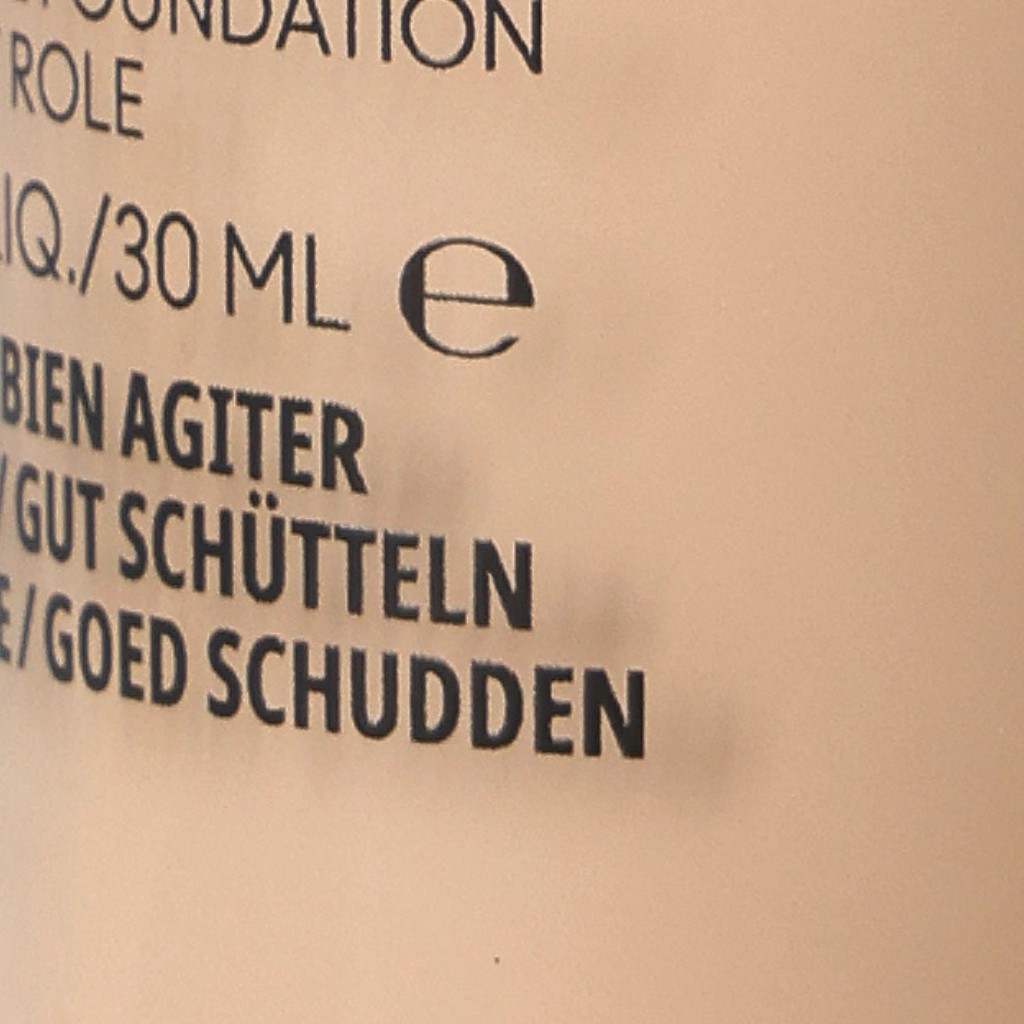 FOUNDATION
ROLE
IQ./30 ML ℮
BIEN AGITER
/GUT SCHÜTTELN
E/GOED SCHUDDEN